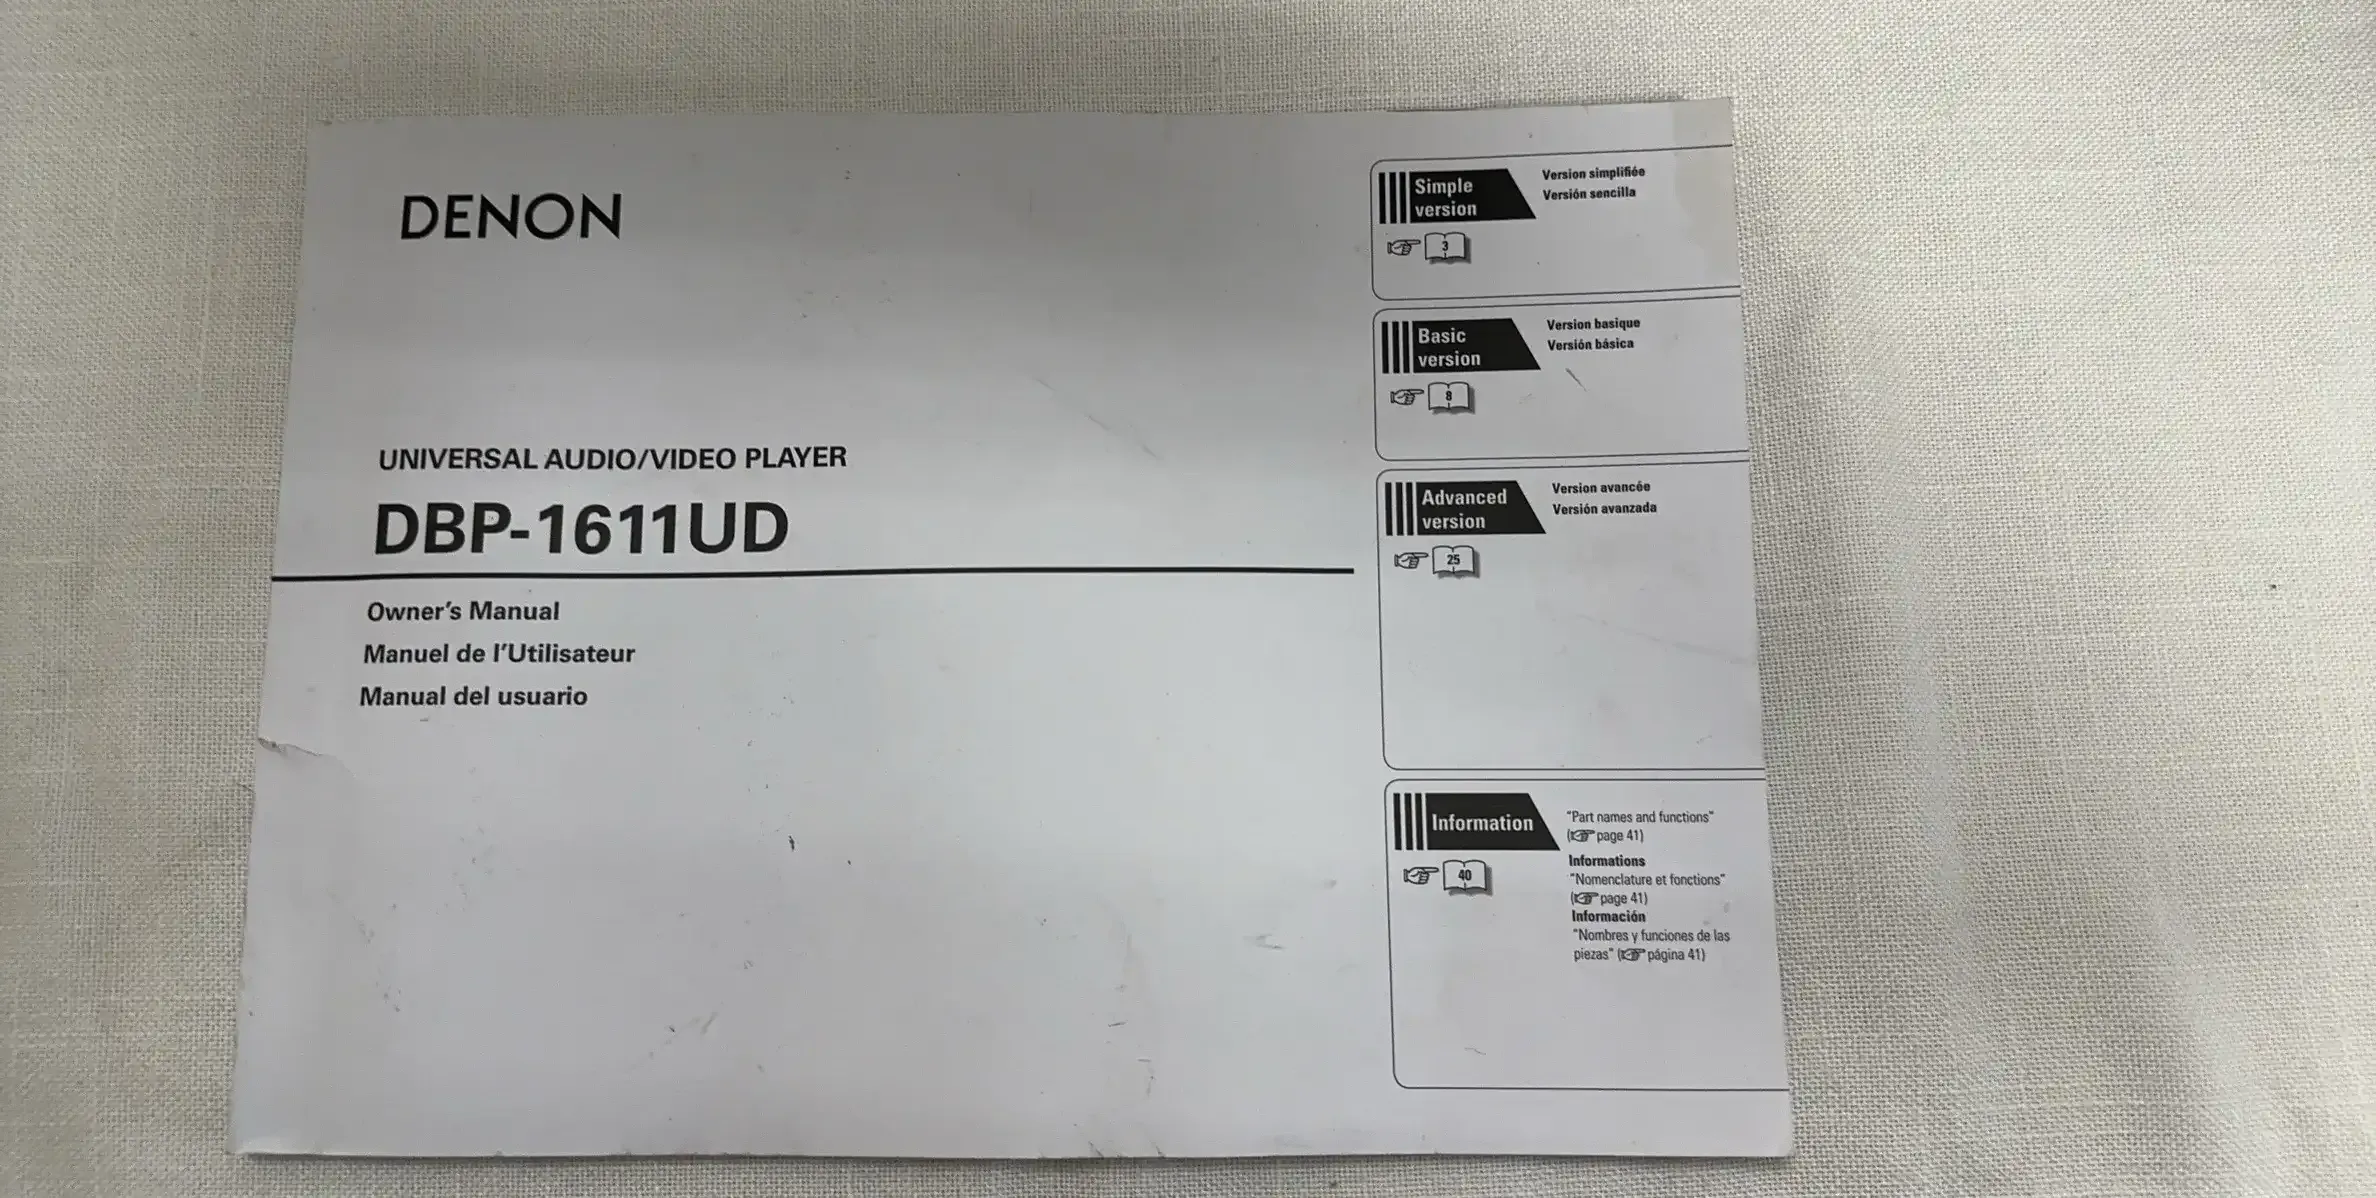 DENON
UNIVERSAL AUDIO/VIDEO PLAYER
DBP-1611UD
Owner's Manual
Manuel de l'Utilisateur
Manual del usuario
Simple
version
Version simplifiée
Versión sencilla
3
Basic
version
Version basique
Versión básica
8
Advanced
version
Version avancée
Versión avanzada
25
Information
40
"Part names and functions"
(☞ page 41)
Informations
"Nomenclature et fonctions"
(☞ page 41)
Información
"Nombres y funciones de las
piezas" (☞ página 41)